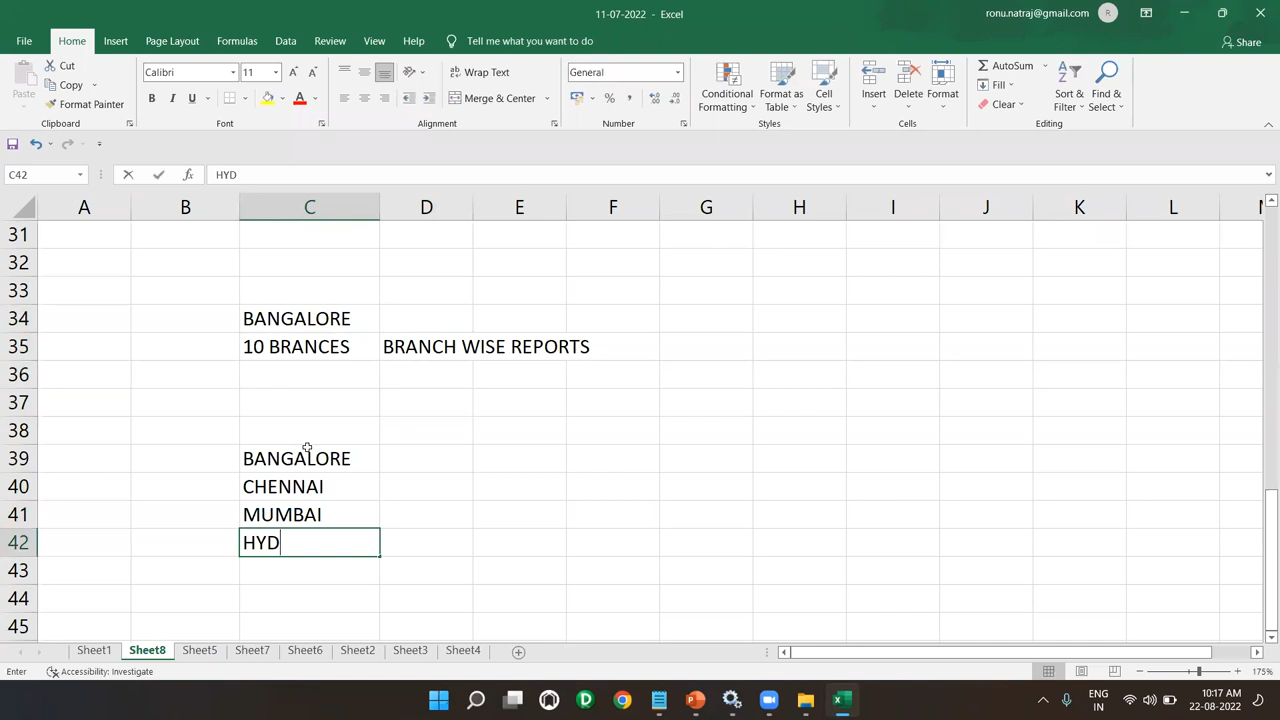 11-07-2022 - Excel
ronu.natraj@gmail.com
R
File
Home
Insert
Page Layout
Formulas
Data
Review
View
Help
Tell me what you want to do
Share
Paste
Cut
Copy
Format Painter
Clipboard
Calibri
11
B I U
A
Font
Wrap Text
Merge & Center
Alignment
General
%
Number
Conditional Formatting
Format as Table
Cell Styles
Styles
Insert
Delete
Format
Cells
AutoSum
Fill
Clear
Sort & Filter
Find & Select
Editing
C42
fx
HYD
A B C D E F G H I J K L
31
32
33
34 BANGALORE
35 10 BRANCES BRANCH WISE REPORTS
36
37
38
39 BANGALORE
40 CHENNAI
41 MUMBAI
42 HYD
43
44
45
Sheet1 Sheet8 Sheet5 Sheet7 Sheet6 Sheet2 Sheet3 Sheet4
Enter
Accessibility: Investigate
175%
ENG
IN
10:17 AM
22-08-2022